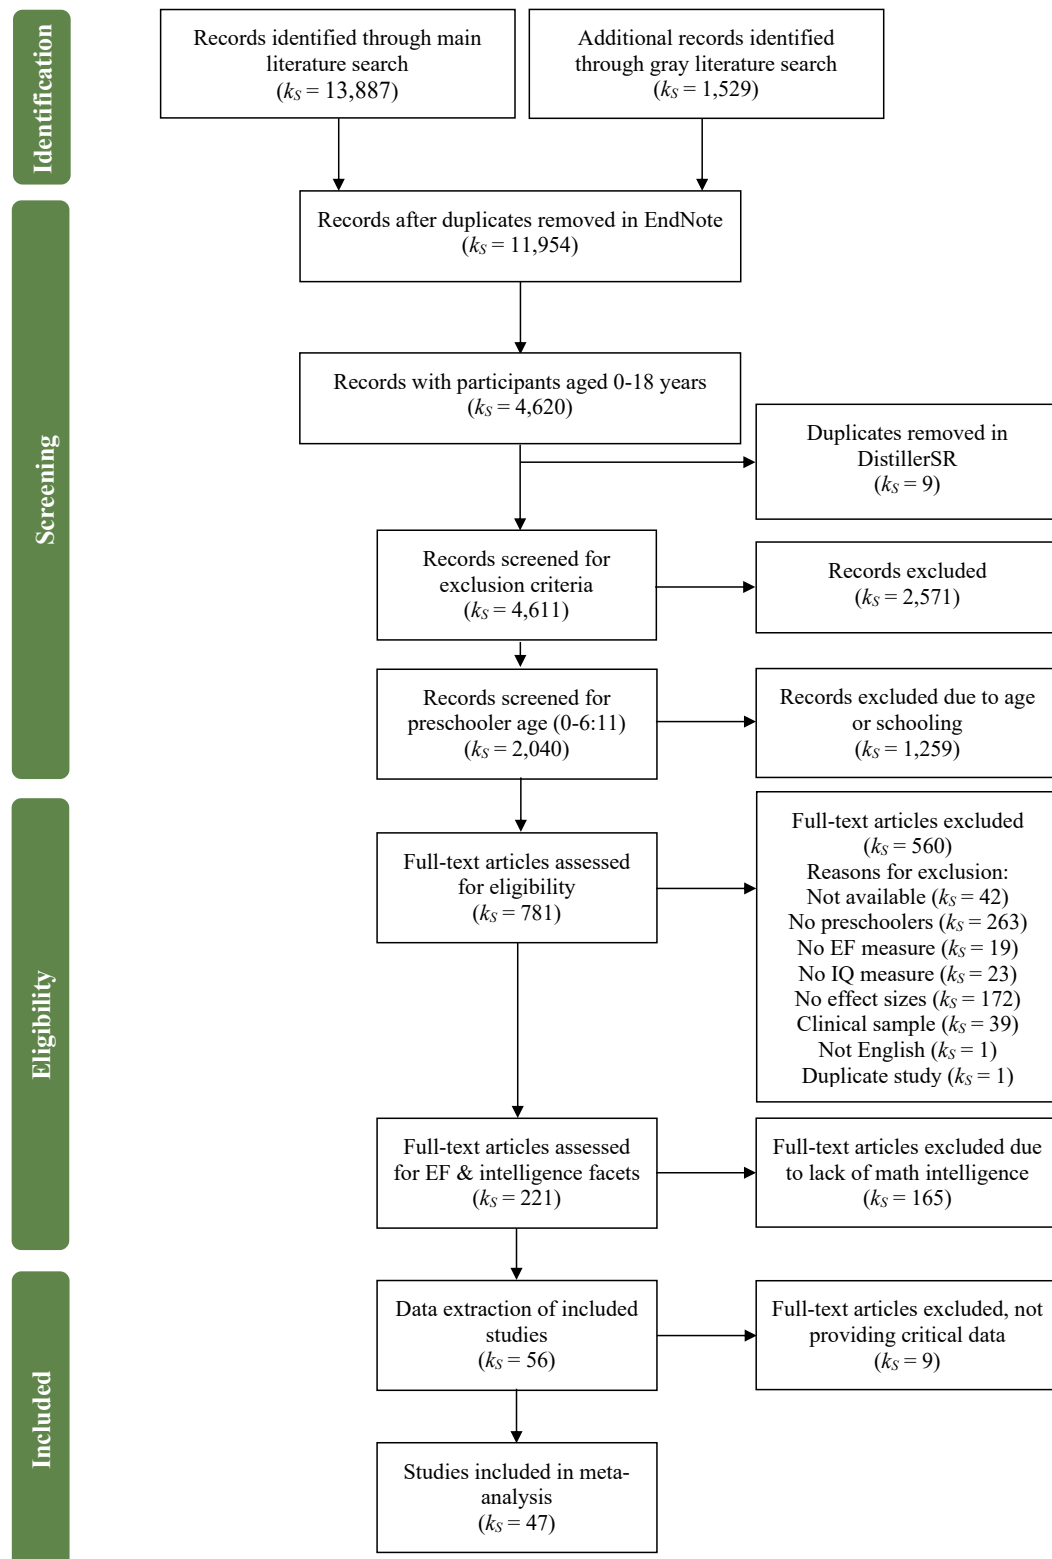 Identification
Records identified through main
literature search
(kS = 13,887)
Additional records identified
through gray literature search
(kS = 1,529)
Screening
Records after duplicates removed in EndNote
(kS = 11,954)
Records with participants aged 0-18 years
(kS = 4,620)
Duplicates removed in
DistillerSR
(kS = 9)
Records screened for
exclusion criteria
(kS = 4,611)
Records excluded
(kS = 2,571)
Records screened for
preschooler age (0-6:11)
(kS = 2,040)
Records excluded due to age
or schooling
(kS = 1,259)
Eligibility
Full-text articles assessed
for eligibility
(kS = 781)
Full-text articles excluded
(kS = 560)
Reasons for exclusion:
Not available (kS = 42)
No preschoolers (kS = 263)
No EF measure (kS = 19)
No IQ measure (kS = 23)
No effect sizes (kS = 172)
Clinical sample (kS = 39)
Not English (kS = 1)
Duplicate study (kS = 1)
Full-text articles assessed
for EF & intelligence facets
(kS = 221)
Full-text articles excluded due
to lack of math intelligence
(kS = 165)
Included
Data extraction of included
studies
(kS = 56)
Full-text articles excluded, not
providing critical data
(kS = 9)
Studies included in meta-
analysis
(kS = 47)